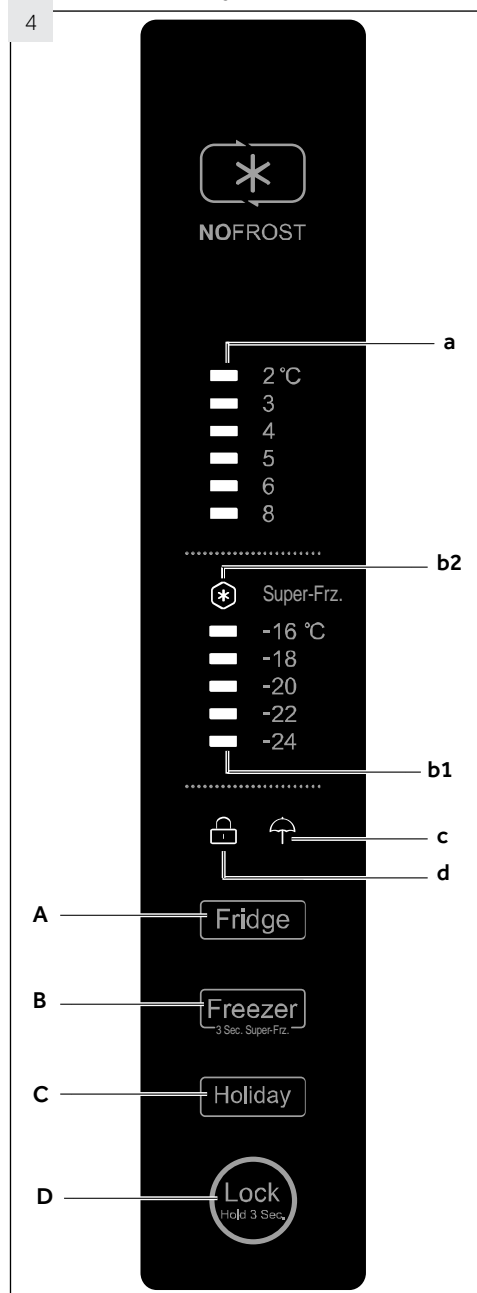 4
NOFROST
a
2 °C
3
4
5
6
8
b2
Super-Frz.
-16 °C
-18
-20
-22
-24
b1
c
d
A
Fridge
B
Freezer
3 Sec. Super-Frz.
C
Holiday
D
Lock
Hold 3 Sec.